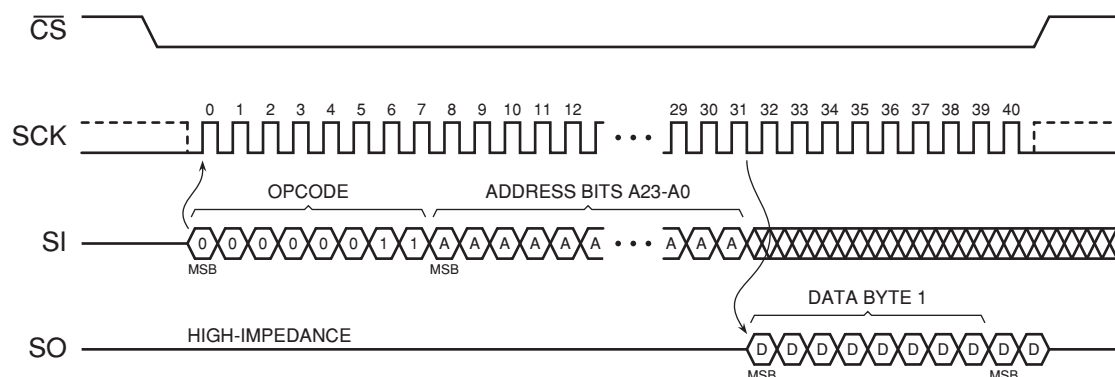 CS
SCK
0 1 2 3 4 5 6 7 8 9 10 11 12 29 30 31 32 33 34 35 36 37 38 39 40
OPCODE ADDRESS BITS A23-A0
SI
0 0 0 0 0 0 1 1 A A A A A A A A A
MSB MSB
DATA BYTE 1
HIGH-IMPEDANCE
SO
D D D D D D D D D D
MSB MSB